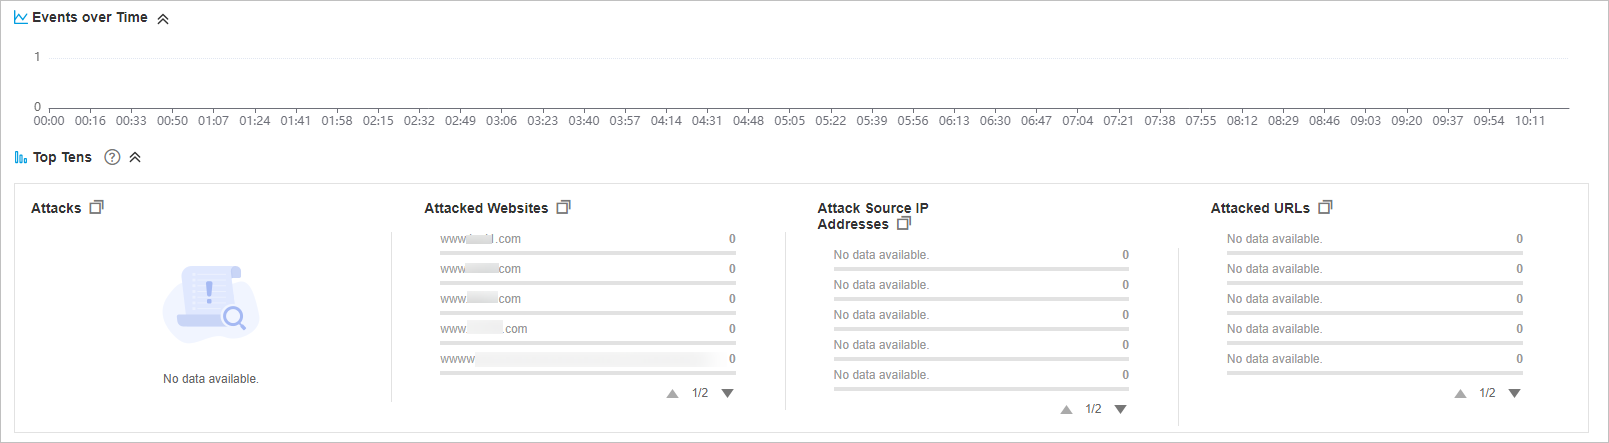 Events over Time
1
0
00:00 00:16 00:33 00:50 01:07 01:24 01:41 01:58 02:15 02:32 02:49 03:06 03:23 03:40 03:57 04:14 04:31 04:48 05:05 05:22 05:39 05:56 06:13 06:30 06:47 07:04 07:21 07:38 07:55 08:12 08:29 08:46 09:03 09:20 09:37 09:54 10:11
Top Tens ?
Attacks
No data available.
Attacked Websites
www .com 0
www com 0
www com 0
www .com 0
wwww 0
1/2
Attack Source IP
Addresses
No data available. 0
No data available. 0
No data available. 0
No data available. 0
No data available. 0
1/2
Attacked URLs
No data available. 0
No data available. 0
No data available. 0
No data available. 0
No data available. 0
1/2